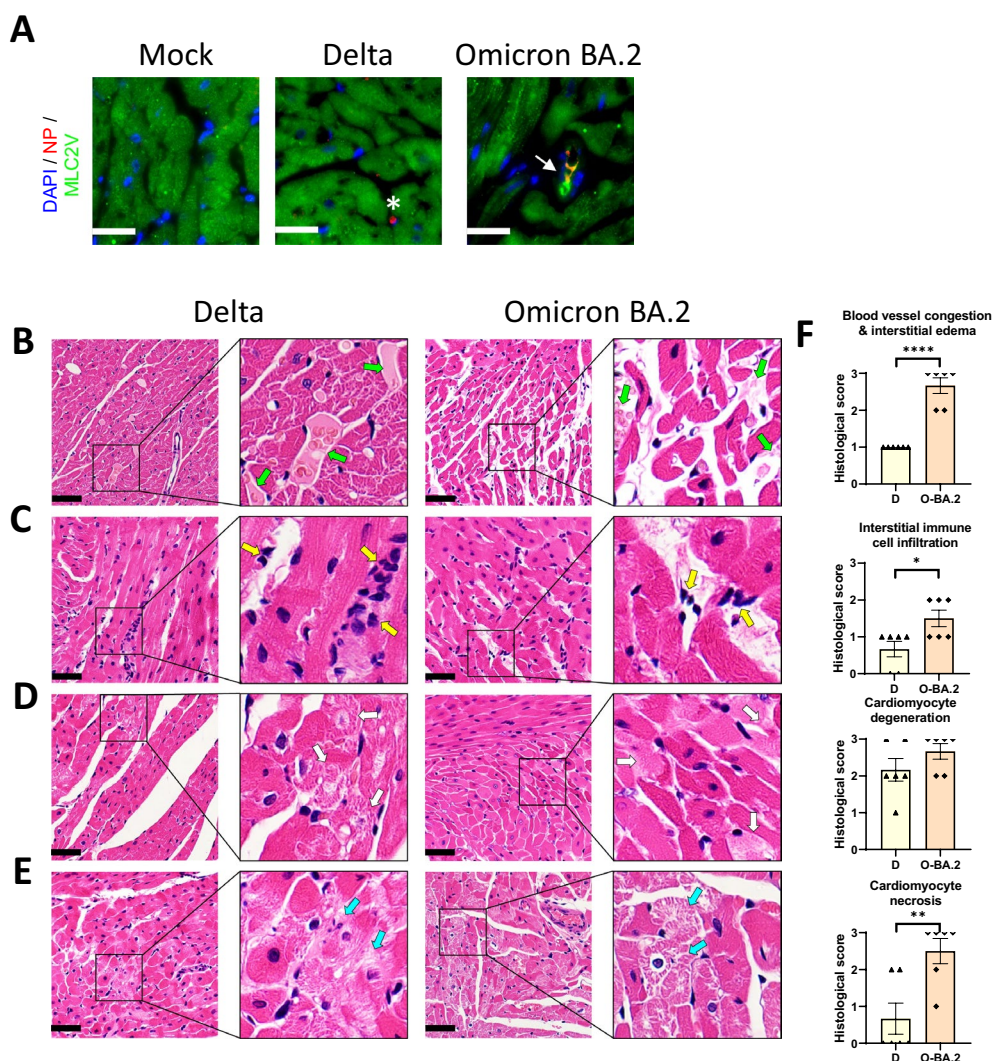 A
Mock
Delta
Omicron BA.2
DAPI / NP /
MLC2V
*
Delta
Omicron BA.2
B
C
D
E
F
Blood vessel congestion
& interstitial edema
****
Histological score
3
2
1
0
D
O-BA.2
Interstitial immune
cell infiltration
*
Histological score
3
2
1
0
D
O-BA.2
Cardiomyocyte
degeneration
Histological score
3
2
1
0
D
O-BA.2
Cardiomyocyte
necrosis
**
Histological score
3
2
1
0
D
O-BA.2